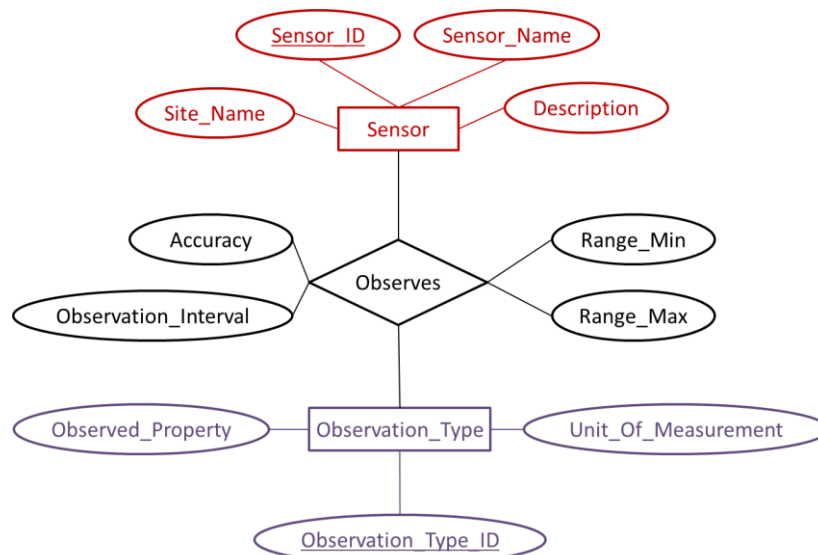 Sensor_ID
Sensor_Name
Site_Name
Sensor
Description
Accuracy
Range_Min
Observes
Observation_Interval
Range_Max
Observed_Property
Observation_Type
Unit_Of_Measurement
Observation_Type_ID